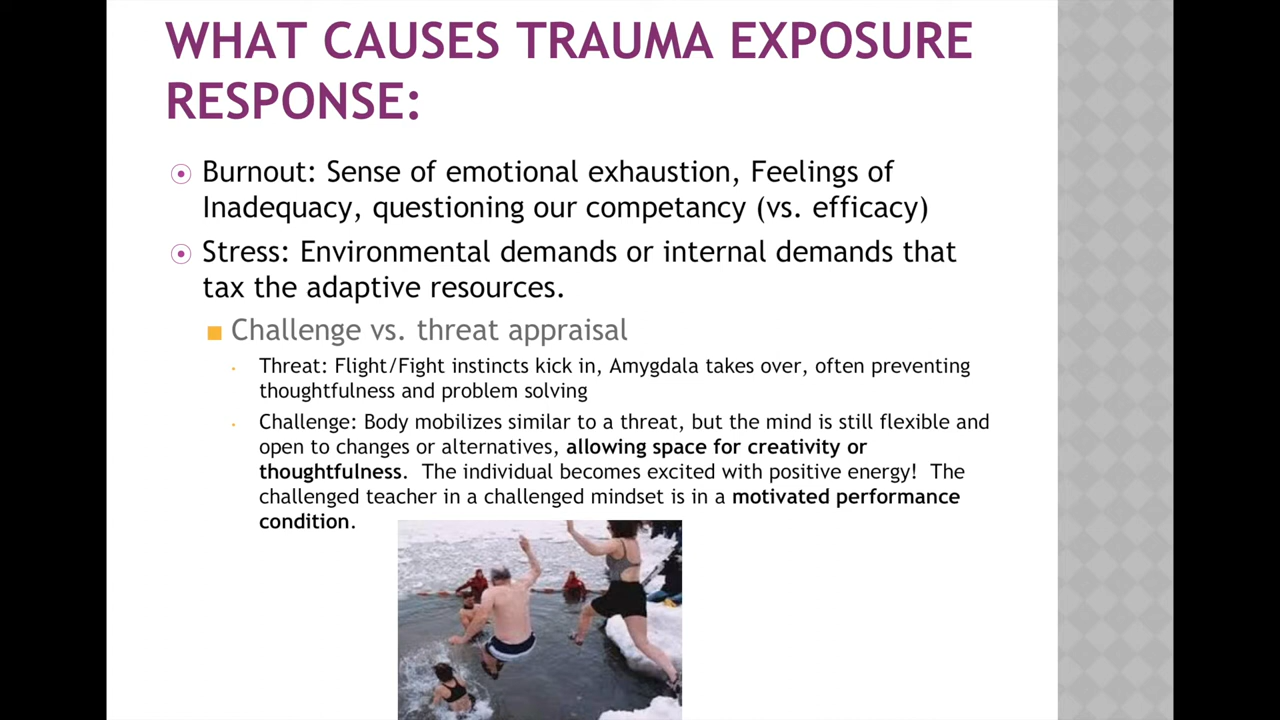 WHAT CAUSES TRAUMA EXPOSURE
RESPONSE:
Burnout: Sense of emotional exhaustion, Feelings of
Inadequacy, questioning our competancy (vs. efficacy)
Stress: Environmental demands or internal demands that
tax the adaptive resources.
Challenge vs. threat appraisal
Threat: Flight/Fight instincts kick in, Amygdala takes over, often preventing
thoughtfulness and problem solving
Challenge: Body mobilizes similar to a threat, but the mind is still flexible and
open to changes or alternatives, allowing space for creativity or
thoughtfulness. The individual becomes excited with positive energy! The
challenged teacher in a challenged mindset is in a motivated performance
condition.